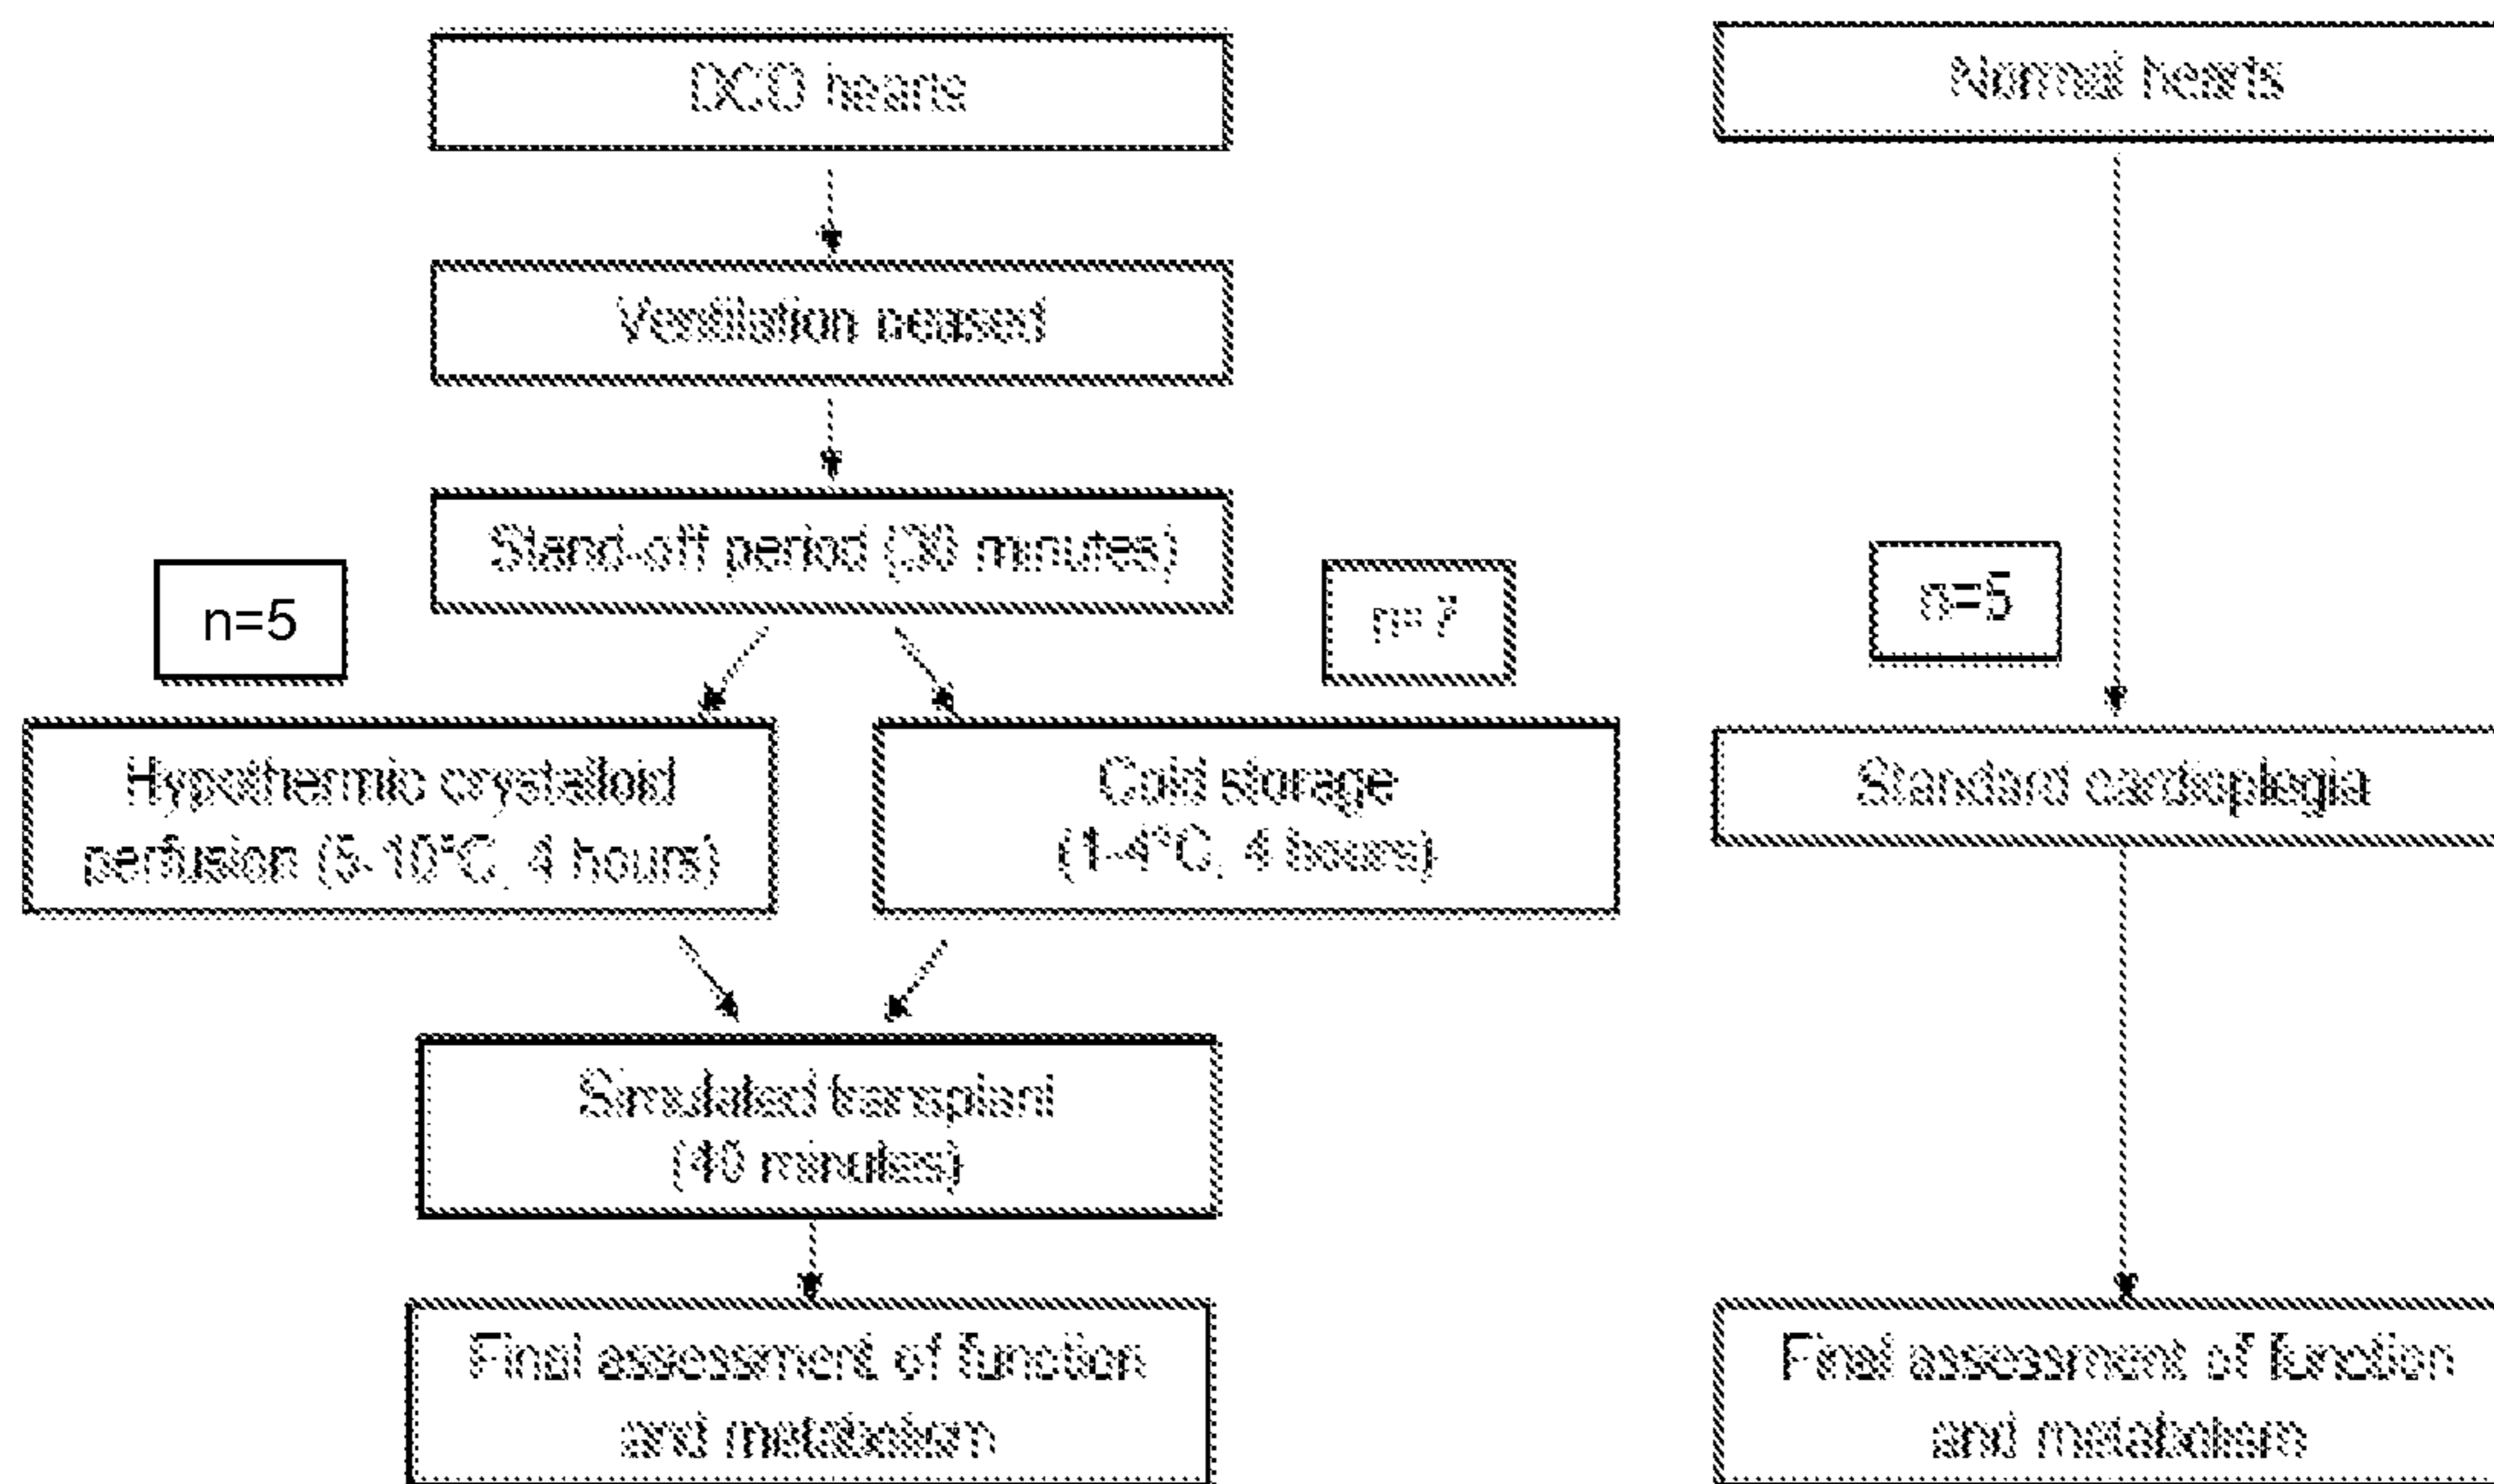 DCD hearts
Normal hearts
Ventilation ceased
Stand-off period (30 minutes)
n=5
n=7
n=5
Hypothermic crystalloid
perfusion (5-10°C, 4 hours)
Cold storage
(1-4°C, 4 hours)
Standard cardioplegia
Simulated transplant
(40 minutes)
Final assessment of function
and metabolism
Final assessment of function
and metabolism